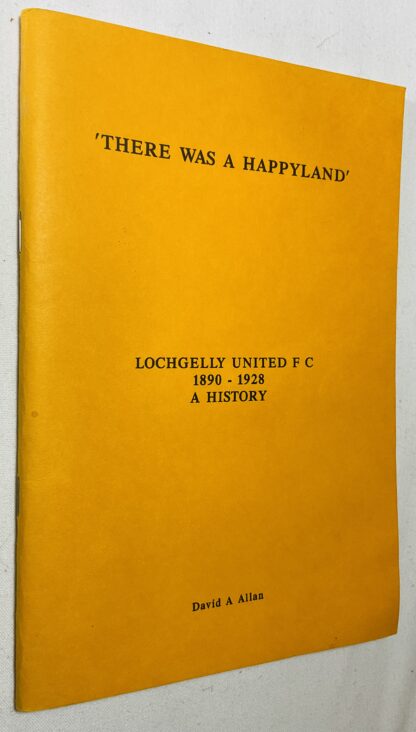 'THERE WAS A HAPPYLAND'
LOCHGELLY UNITED F C
1890 - 1928
A HISTORY
David A Allan